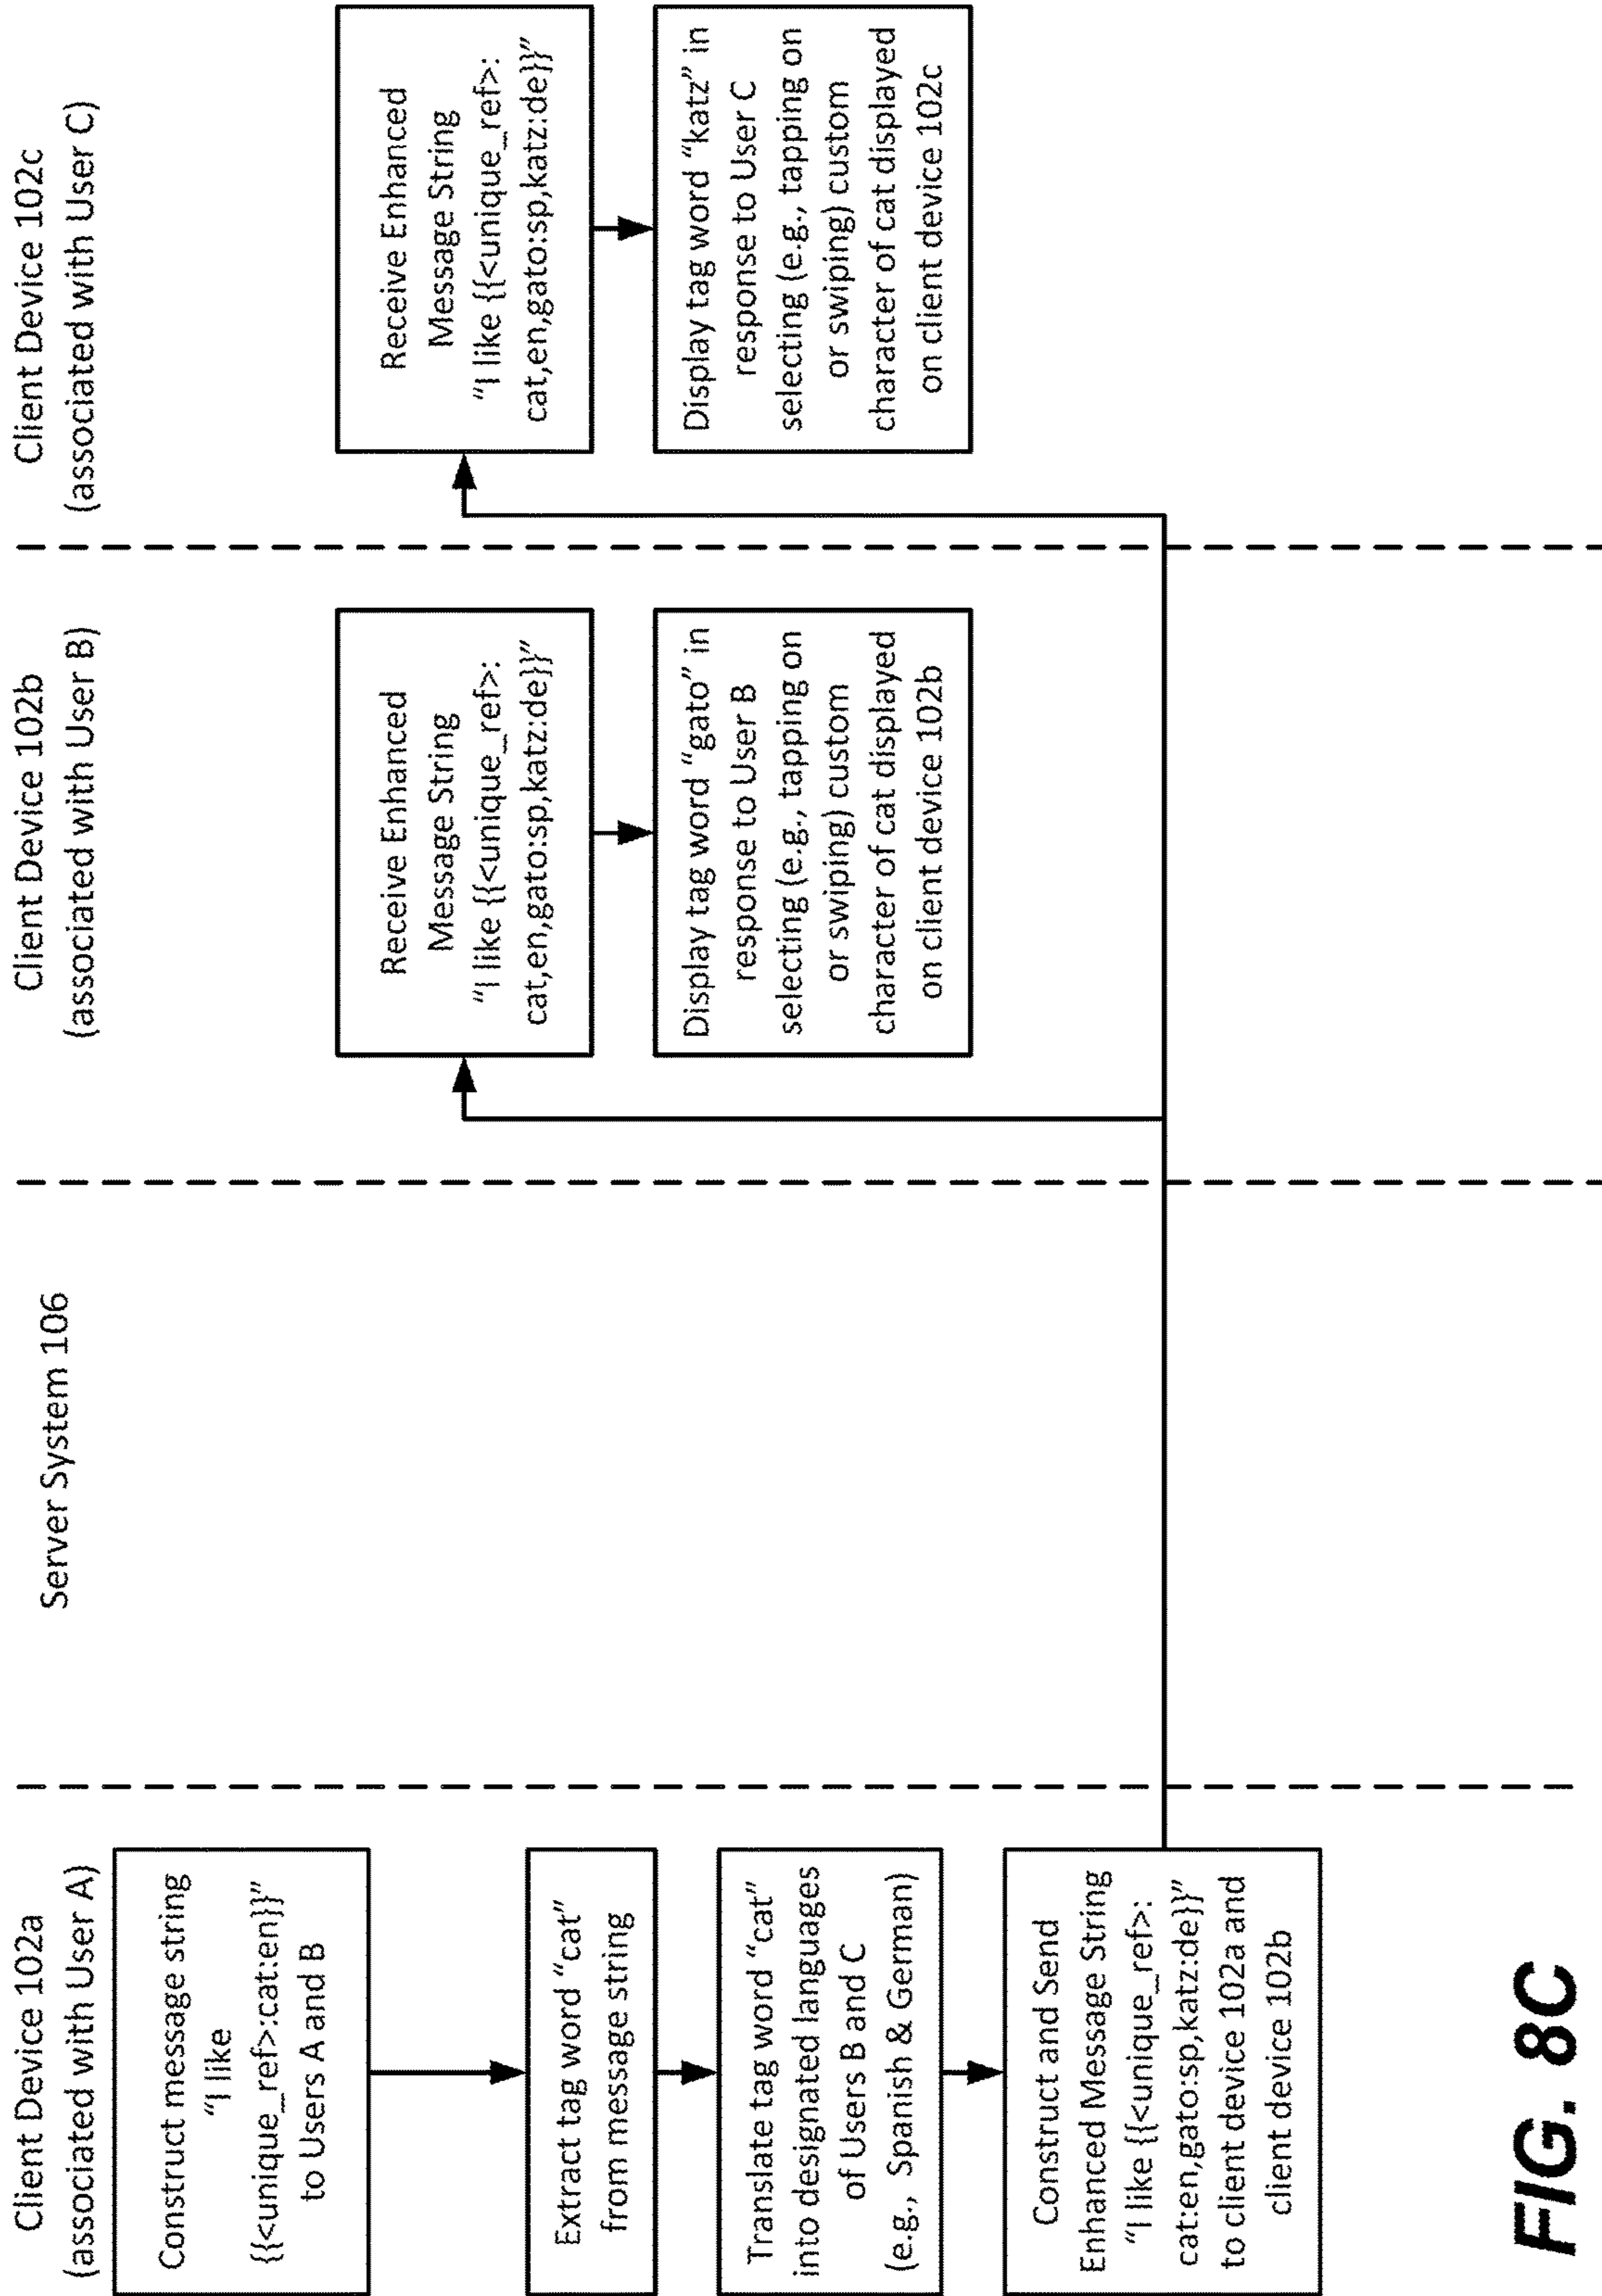 Client Device 102a
(associated with User A)
Construct message string
“I like
{{<unique_ref>:cat:en}}”
to Users A and B
Extract tag word “cat”
from message string
Translate tag word “cat”
into designated languages
of Users B and C
(e.g., Spanish & German)
Construct and Send
Enhanced Message String
“I like {{<unique_ref>:
cat:en,gato:sp,katz:de}}”
to client device 102a and
client device 102b
Server System 106
Client Device 102b
(associated with User B)
Receive Enhanced
Message String
“I like {{<unique_ref>:
cat,en,gato:sp,katz:de}}”
Display tag word “gato” in
response to User B
selecting (e.g., tapping on
or swiping) custom
character of cat displayed
on client device 102b
Client Device 102c
(associated with User C)
Receive Enhanced
Message String
“I like {{<unique_ref>:
cat,en,gato:sp,katz:de}}”
Display tag word “katz” in
response to User C
selecting (e.g., tapping on
or swiping) custom
character of cat displayed
on client device 102c
FIG. 8C